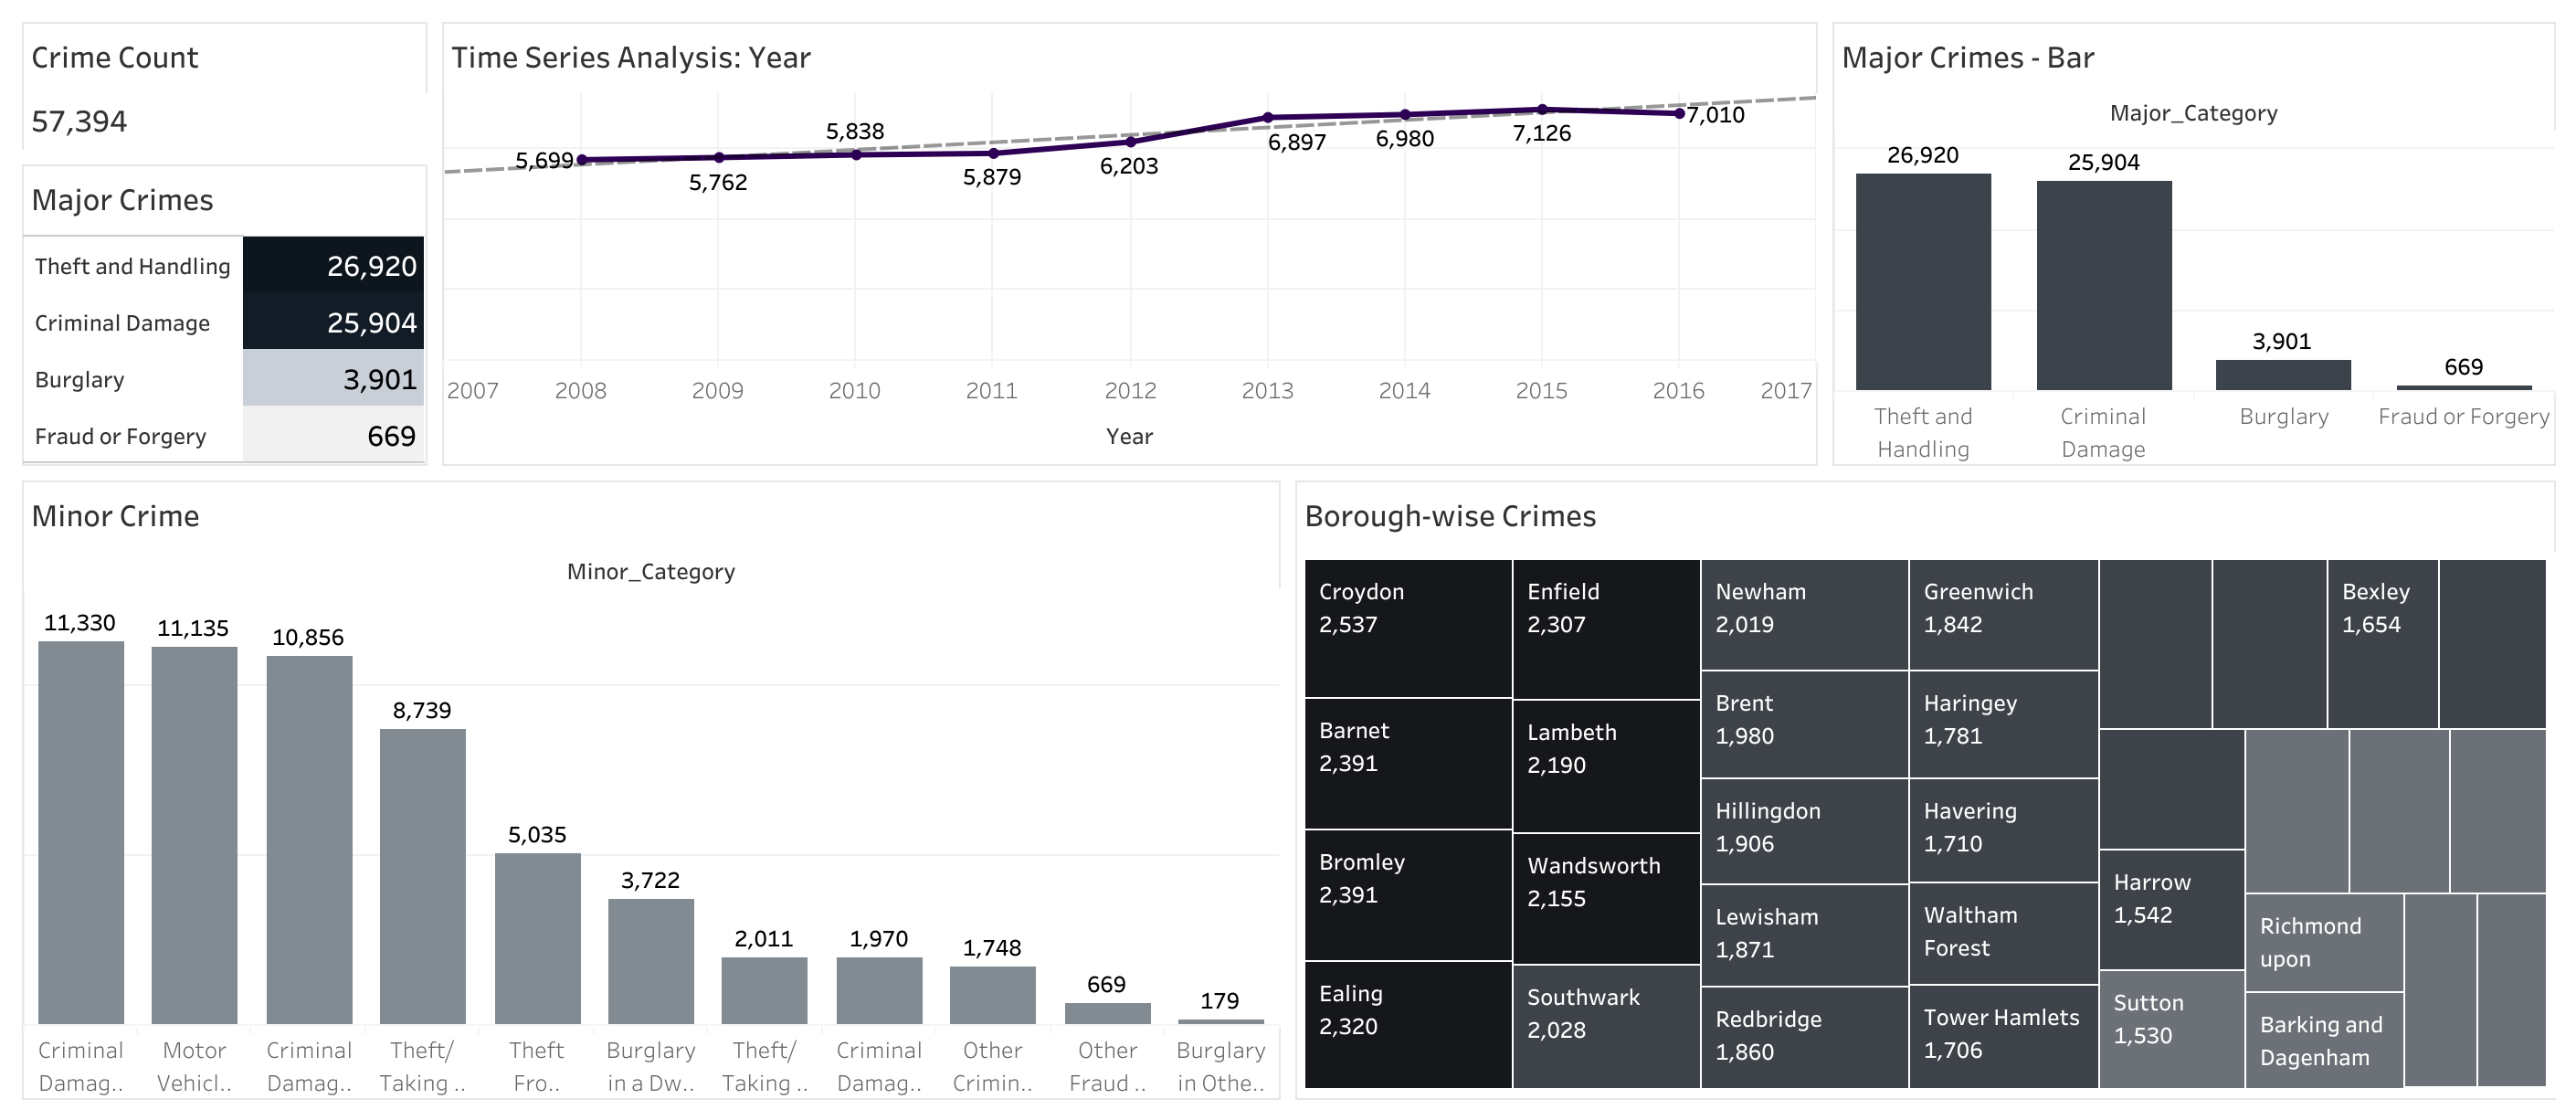 Crime Count
57,394
Major Crimes
Theft and Handling 26,920
Criminal Damage 25,904
Burglary 3,901
Fraud or Forgery 669
Time Series Analysis: Year
5,699
5,762
5,838
5,879
6,203
6,897
6,980
7,126
7,010
2007 2008 2009 2010 2011 2012 2013 2014 2015 2016 2017
Year
Major Crimes - Bar
Major_Category
26,920
25,904
3,901
669
Theft and
Handling
Criminal
Damage
Burglary
Fraud or Forgery
Minor Crime
Minor_Category
11,330
11,135
10,856
8,739
5,035
3,722
2,011
1,970
1,748
669
179
Criminal
Damag..
Motor
Vehicl..
Criminal
Damag..
Theft/
Taking ..
Theft
Fro..
Burglary
in a Dw..
Theft/
Taking ..
Criminal
Damag..
Other
Crimin..
Other
Fraud ..
Burglary
in Othe..
Borough-wise Crimes
Croydon
2,537
Barnet
2,391
Bromley
2,391
Ealing
2,320
Enfield
2,307
Lambeth
2,190
Wandsworth
2,155
Southwark
2,028
Newham
2,019
Brent
1,980
Hillingdon
1,906
Lewisham
1,871
Redbridge
1,860
Greenwich
1,842
Haringey
1,781
Havering
1,710
Waltham
Forest
Tower Hamlets
1,706
Bexley
1,654
Harrow
1,542
Sutton
1,530
Richmond
upon
Barking and
Dagenham